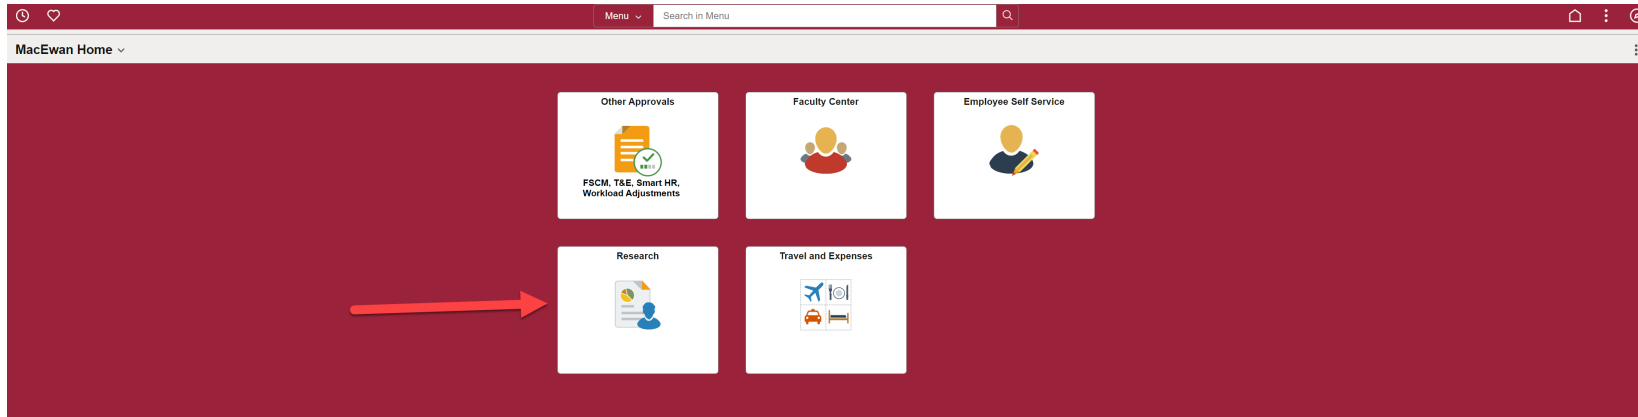 Menu
Search in Menu
MacEwan Home
Other Approvals
FSCM, T&E, Smart HR,
Workload Adjustments
Faculty Center
Employee Self Service
Research
Travel and Expenses